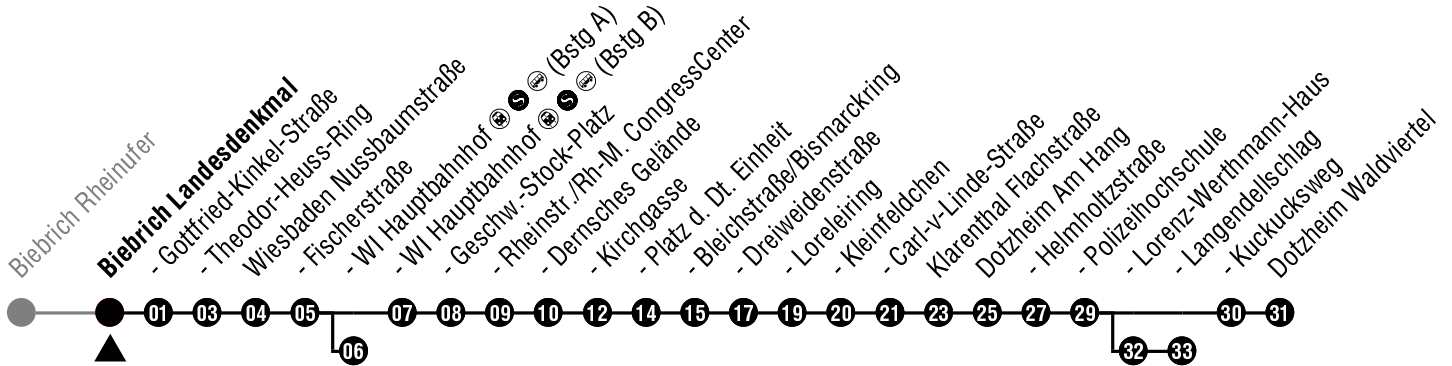 Biebrich Rheinufer
Biebrich Landesdenkmal
- Gottfried-Kinkel-Straße
- Theodor-Heuss-Ring
Wiesbaden Nussbaumstraße
- Fischerstraße
- WI Hauptbahnhof S (Bstg A)
- WI Hauptbahnhof S (Bstg B)
- Geschw.-Stock-Platz
- Rheinstr./Rh-M. CongressCenter
- Dernsches Gelände
- Kirchgasse
- Platz d. Dt. Einheit
- Bleichstraße/Bismarckring
- Dreiweidenstraße
- Loreleiring
- Kleinfeldchen
- Carl-v-Linde-Straße
Klarenthal Flachstraße
Dotzheim Am Hang
- Helmholtzstraße
- Polizeihochschule
- Lorenz-Werthmann-Haus
- Langendellschlag
- Kuckucksweg
Dotzheim Waldviertel
01 03 04 05 07 08 09 10 12 14 15 17 19 20 21 23 25 27 29 30 31
06 32 33